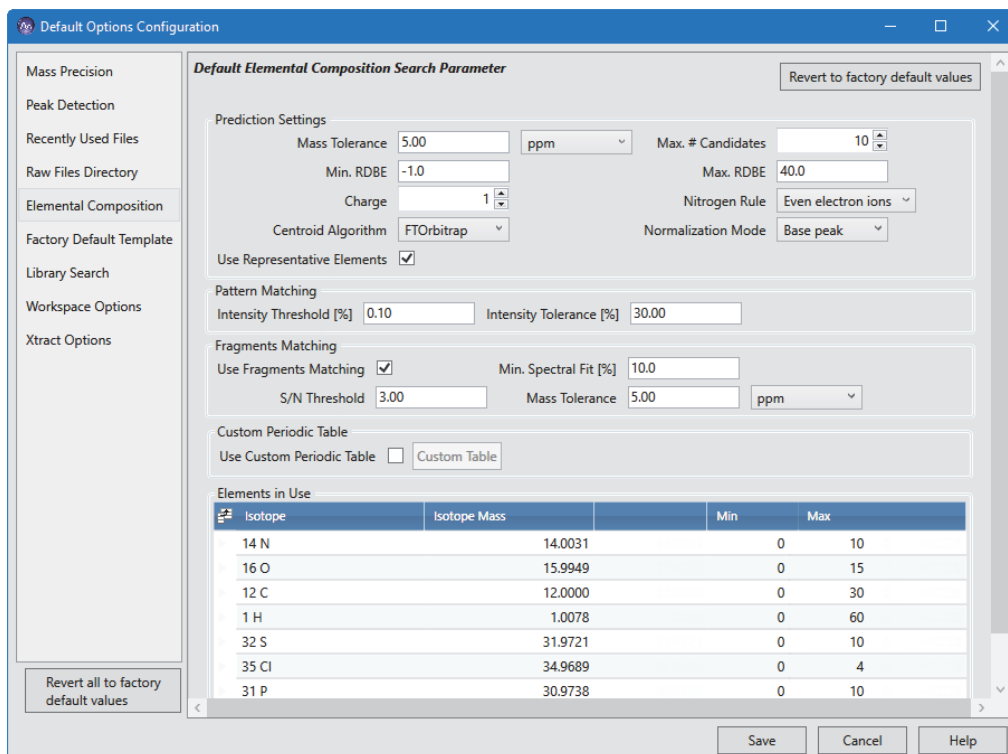 Default Options Configuration
Mass Precision
Peak Detection
Recently Used Files
Raw Files Directory
Elemental Composition
Factory Default Template
Library Search
Workspace Options
Xtract Options
Revert all to factory
default values
Default Elemental Composition Search Parameter
Revert to factory default values
Prediction Settings
Mass Tolerance 5.00 ppm Max. # Candidates 10
Min. RDBE -1.0 Max. RDBE 40.0
Charge 1 Nitrogen Rule Even electron ions
Centroid Algorithm FTOrbitrap Normalization Mode Base peak
Use Representative Elements
Pattern Matching
Intensity Threshold [%] 0.10 Intensity Tolerance [%] 30.00
Fragments Matching
Use Fragments Matching Min. Spectral Fit [%] 10.0
S/N Threshold 3.00 Mass Tolerance 5.00 ppm
Custom Periodic Table
Use Custom Periodic Table Custom Table
Elements in Use
Isotope Isotope Mass Min Max
14 N 14.0031 0 10
16 O 15.9949 0 15
12 C 12.0000 0 30
1 H 1.0078 0 60
32 S 31.9721 0 10
35 Cl 34.9689 0 4
31 P 30.9738 0 10
Save Cancel Help